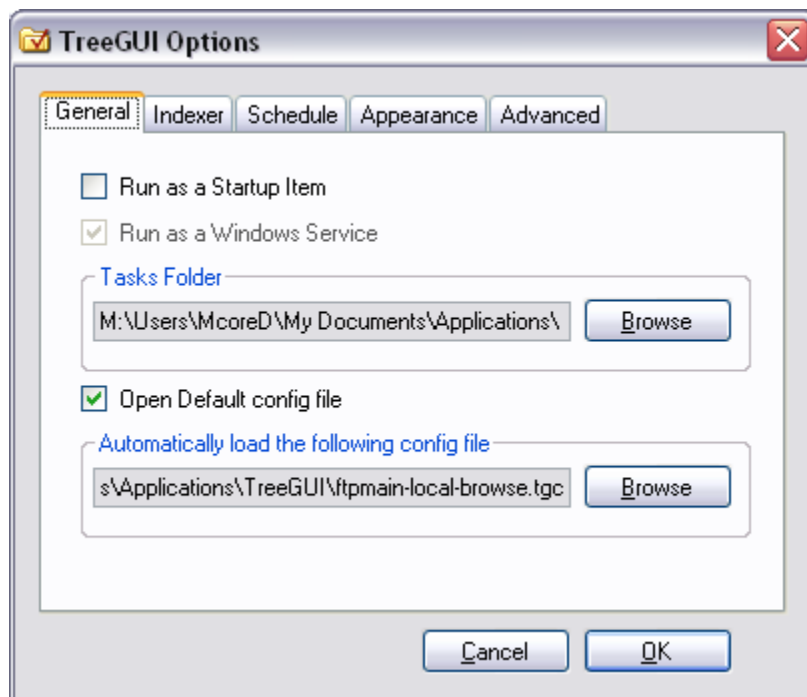 TreeGUI Options
General Indexer Schedule Appearance Advanced
Run as a Startup Item
Run as a Windows Service
Tasks Folder
M:\Users\McoreD\My Documents\Applications\ Browse
Open Default config file
Automatically load the following config file
s\Applications\TreeGUI\ftpmain-local-browse.tgc Browse
Cancel OK